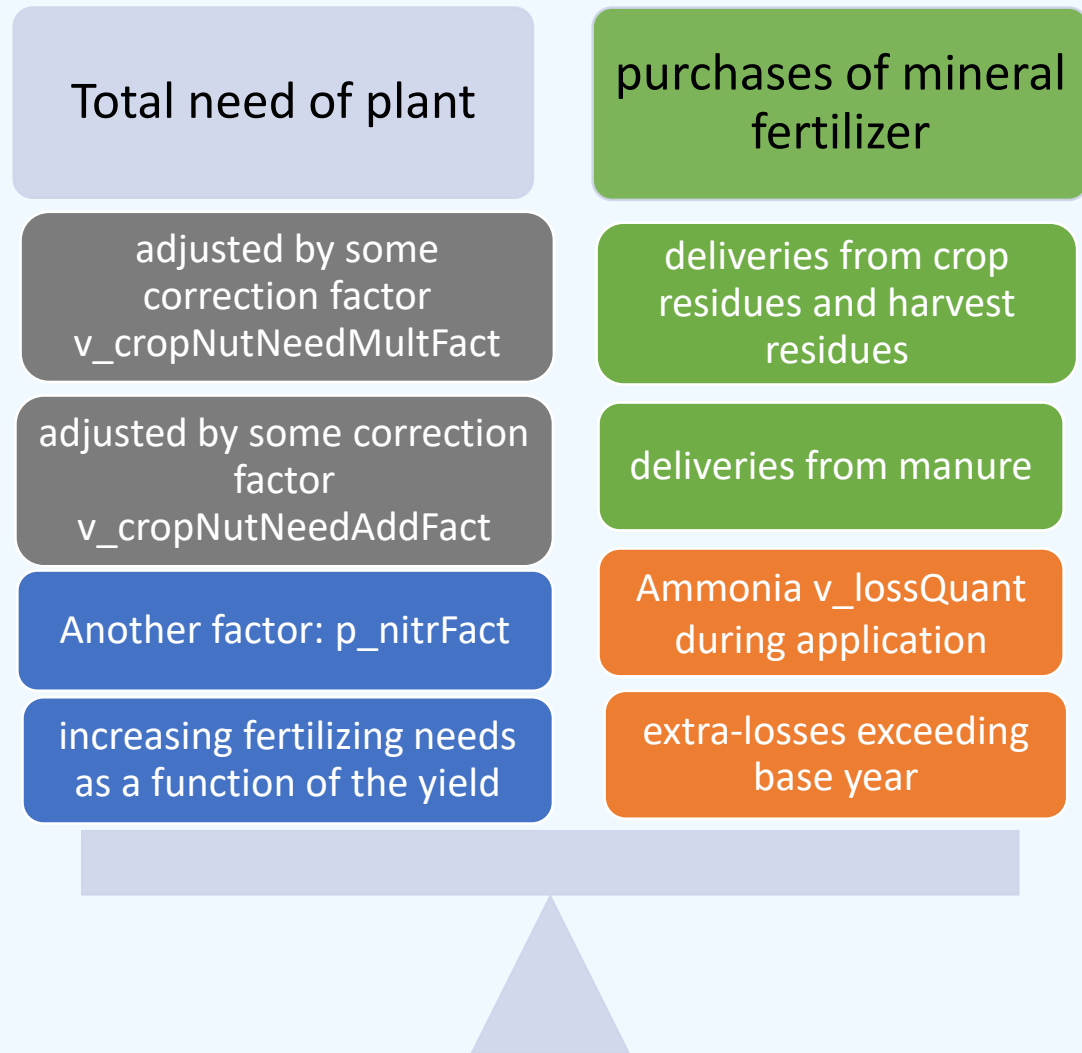 Total need of plant
adjusted by some
correction factor
v_cropNutNeedMultFact
adjusted by some correction
factor
v_cropNutNeedAddFact
Another factor: p_nitrFact
increasing fertilizing needs
as a function of the yield
purchases of mineral
fertilizer
deliveries from crop
residues and harvest
residues
deliveries from manure
Ammonia v_lossQuant
during application
extra-losses exceeding
base year